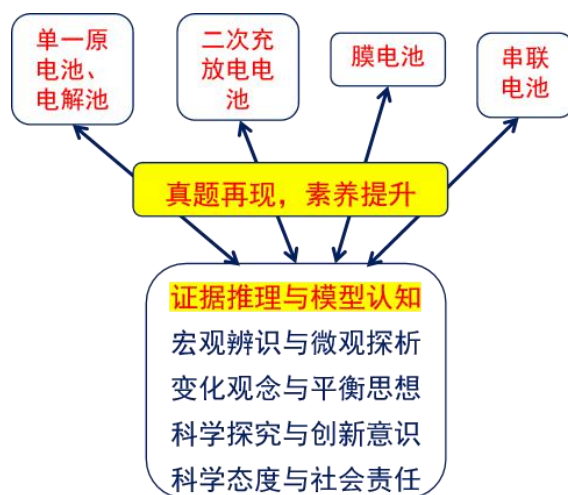 单一原
电池、
电解池
二次充
放电电
池
膜电池
串联
电池
真题再现，素养提升
证据推理与模型认知
宏观辨识与微观探析
变化观念与平衡思想
科学探究与创新意识
科学态度与社会责任